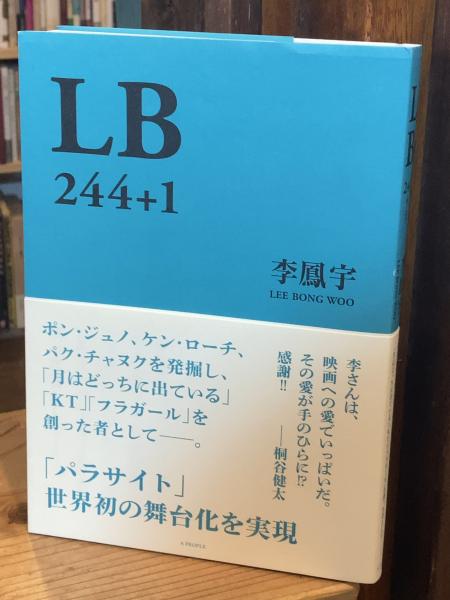 LB
244+1
李鳳宇
LEE BONG WOO
ポン・ジュノ、ケン・ローチ、
パク・チャヌクを発掘し、
「月はどっちに出ている」
「KT」「フラガール」を
創った者として——。
「パラサイト」
世界初の舞台化を実現
李さんは、
映画への愛でいっぱいだ。
その愛が手のひらに!?
感謝!!
——桐谷健太
A PEOPLE
LB
244